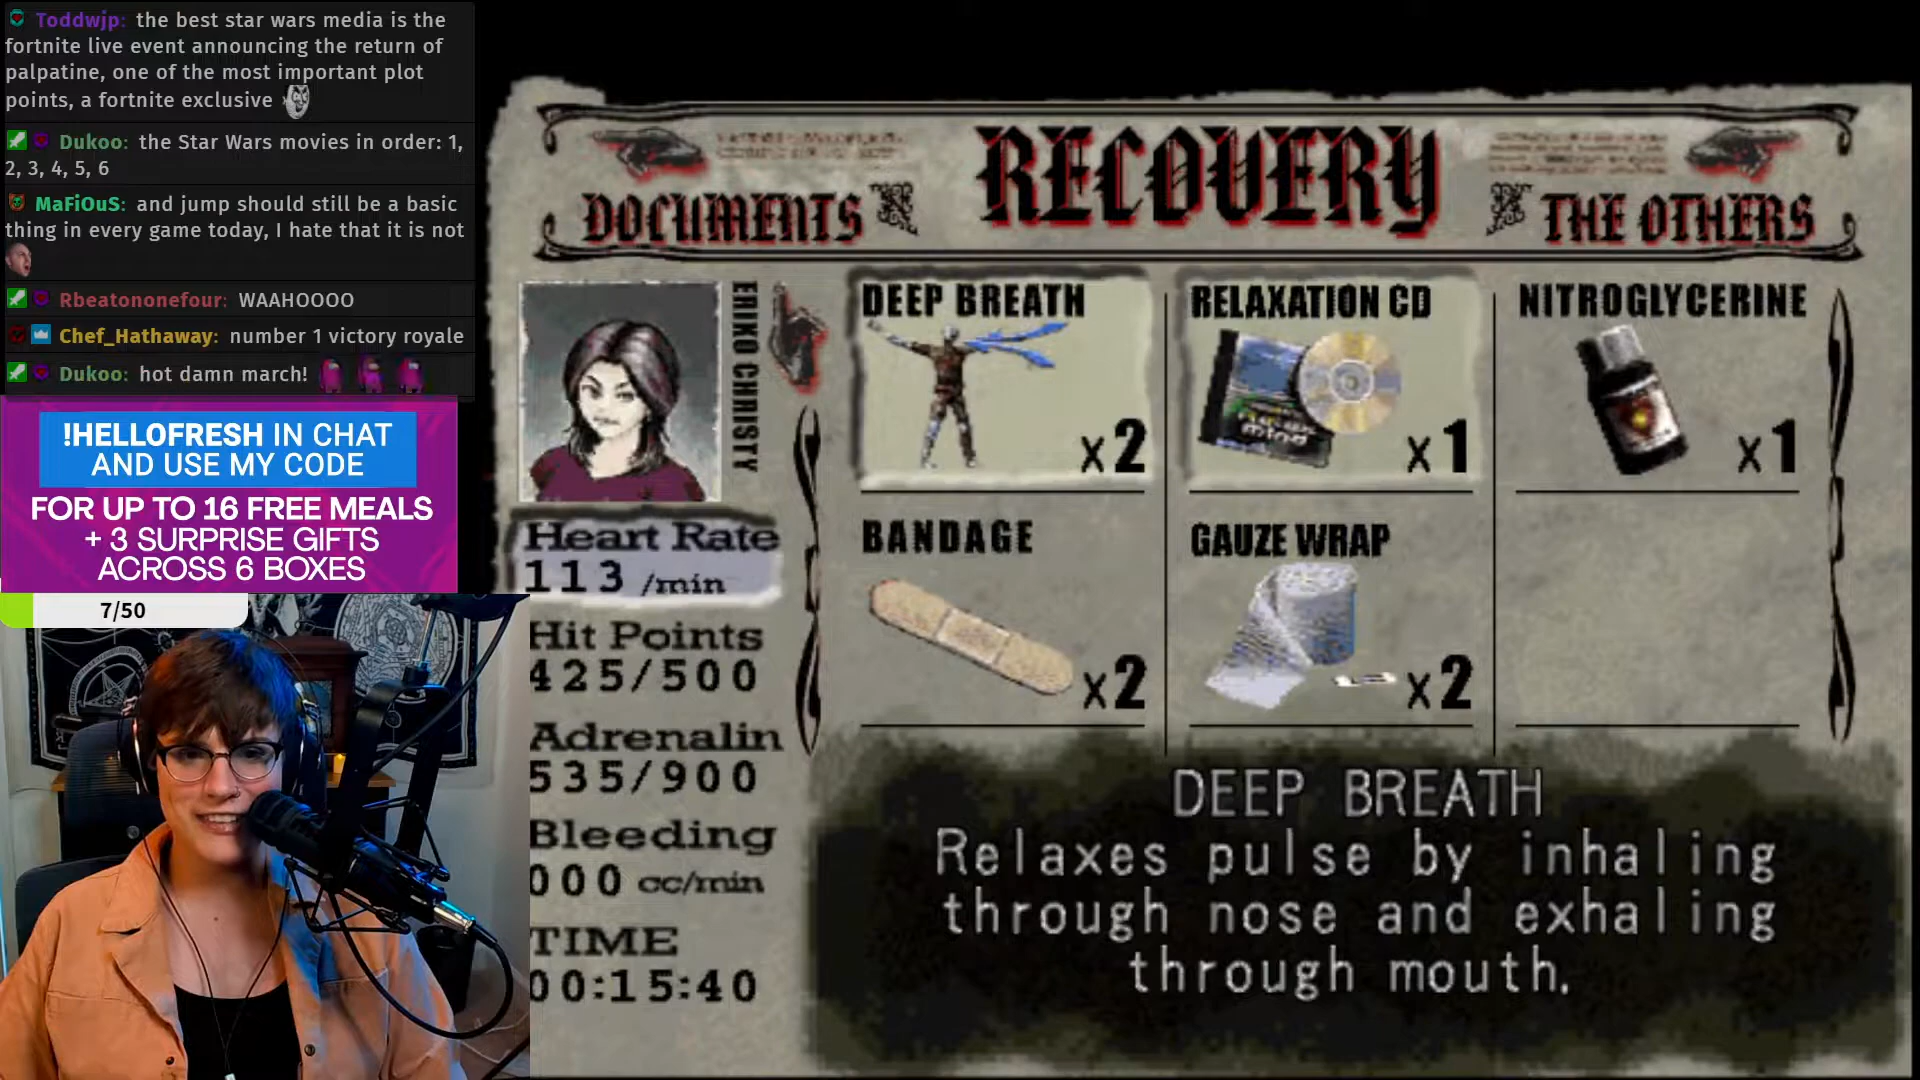 Toddwjp: the best star wars media is the
fortnite live event announcing the return of
palpatine, one of the most important plot
points, a fortnite exclusive
Dukoo: the Star Wars movies in order: 1,
2, 3, 4, 5, 6
MaFiOuS: and jump should still be a basic
thing in every game today, I hate that it is not
Rbeatononefour: WAAHOOOO
Chef_Hathaway: number 1 victory royale
Dukoo: hot damn march!
!HELLOFRESH IN CHAT
AND USE MY CODE
FOR UP TO 16 FREE MEALS
+ 3 SURPRISE GIFTS
ACROSS 6 BOXES
7/50
DOCUMENTS
RECOVERY
THE OTHERS
ERIKO CHRISTY
Heart Rate
113 /min
Hit Points
425/500
Adrenalin
535/900
Bleeding
000 cc/min
TIME
00:15:40
DEEP BREATH
x2
RELAXATION CD
mind
x1
NITROGLYCERINE
x1
BANDAGE
x2
GAUZE WRAP
x2
DEEP BREATH
Relaxes pulse by inhaling
through nose and exhaling
through mouth.